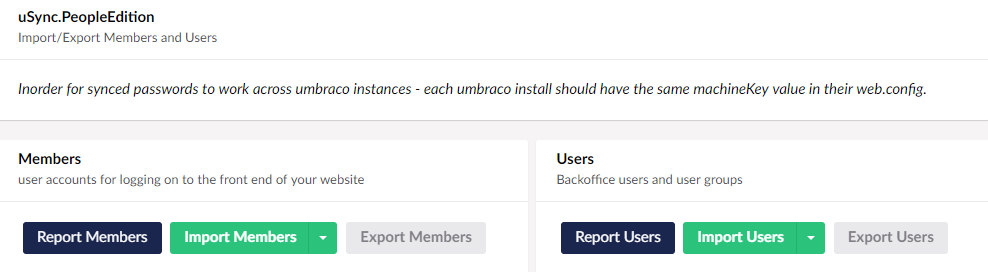 uSync.PeopleEdition
Import/Export Members and Users
Inorder for synced passwords to work across umbraco instances - each umbraco install should have the same machineKey value in their web.config.
Members
user accounts for logging on to the front end of your website
Report Members Import Members Export Members
Users
Backoffice users and user groups
Report Users Import Users Export Users